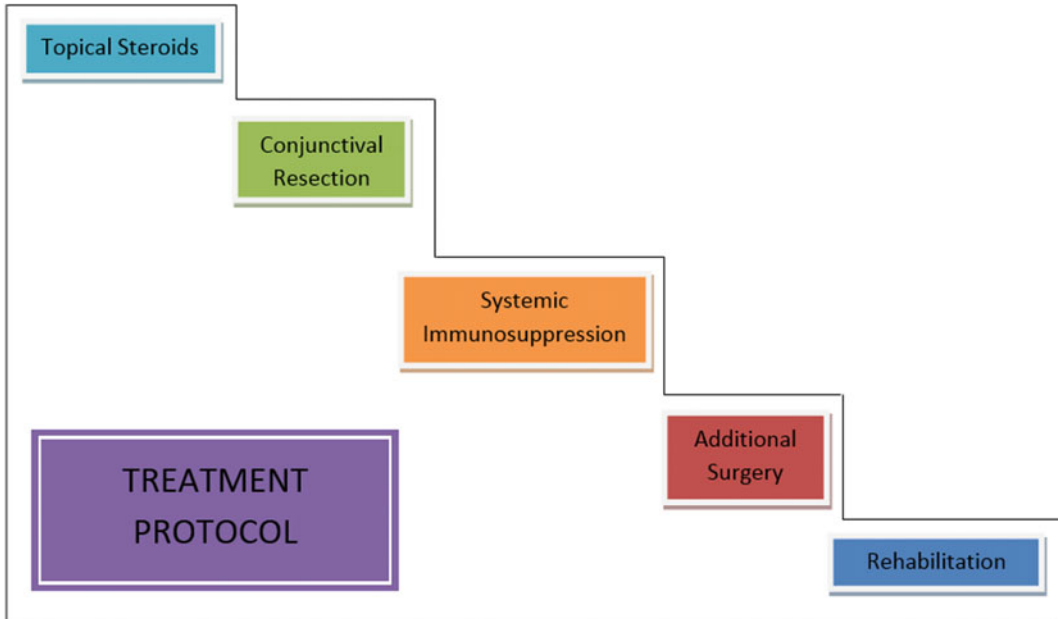 Topical Steroids
Conjunctival
Resection
Systemic
Immunosuppression
Additional
Surgery
TREATMENT
PROTOCOL
Rehabilitation